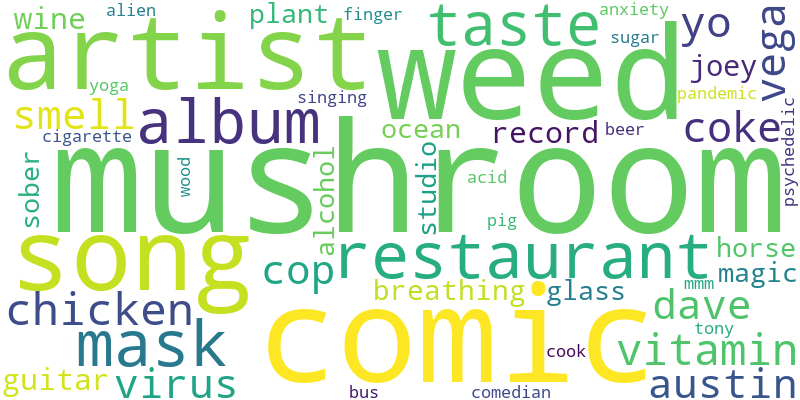 wine
alien
plant
finger
taste
anxiety
yo
vega
artist
weed
sugar
joey
yoga
pandemic
smell
singing
album
cigarette
ocean
record
beer
coke
psychedelic
sober
wood
mushroom
alcohol
studio
acid
pig
song
cop
restaurant
horse
magic
chicken
breathing
glass
mmm
dave
mask
comic
tony
vitamin
cook
guitar
virus
bus
comedian
austin